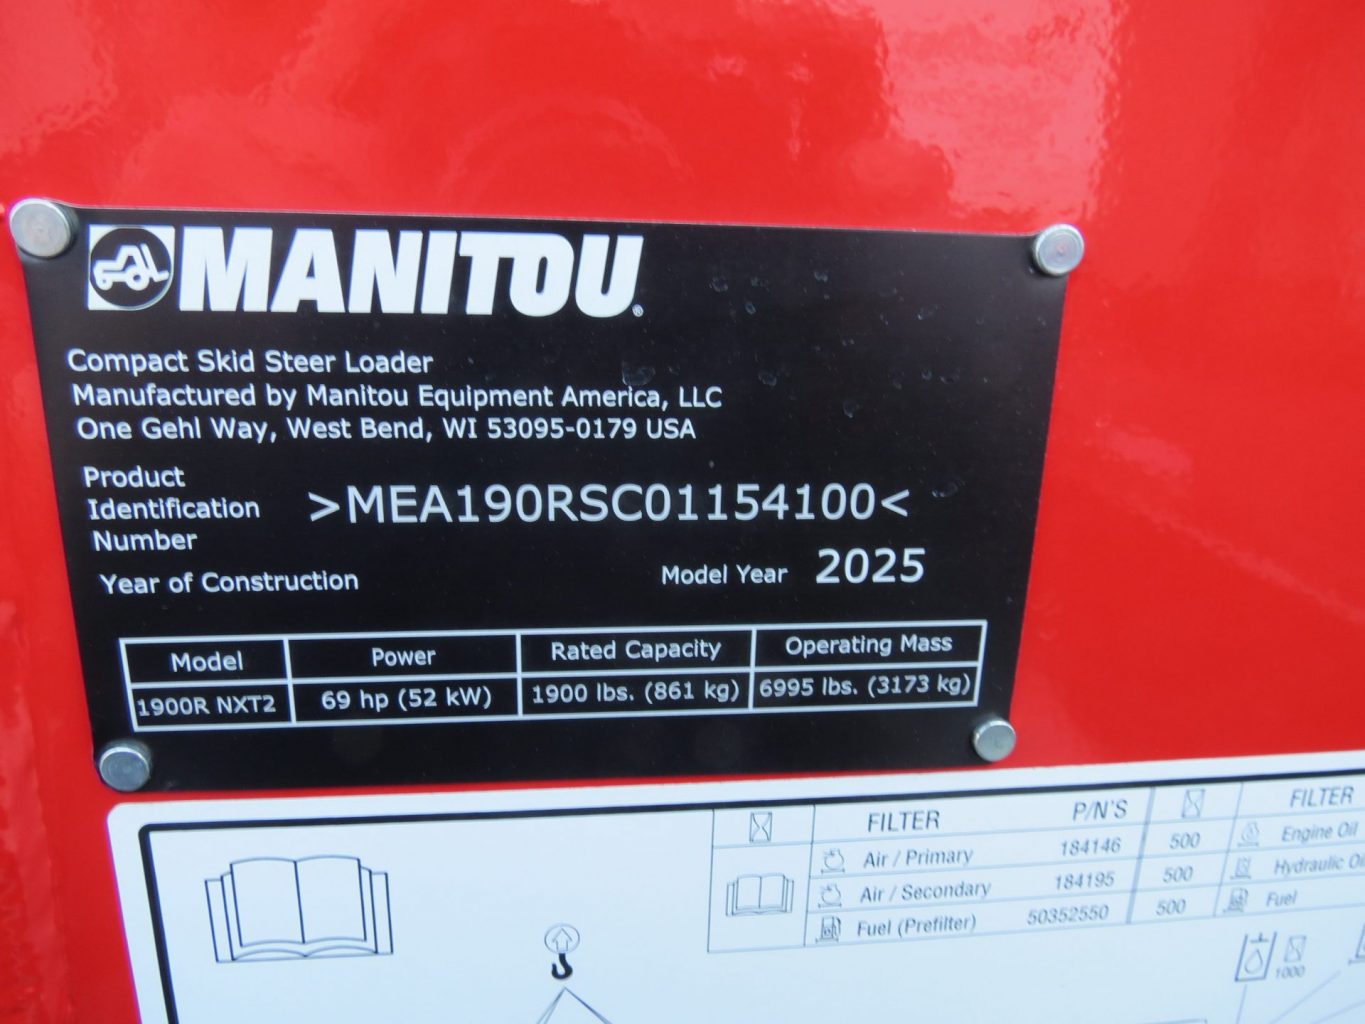 MANITOU®
Compact Skid Steer Loader
Manufactured by Manitou Equipment America, LLC
One Gehl Way, West Bend, WI 53095-0179 USA
Product
Identification
Number
>MEA190RSC01154100<
Year of Construction
Model Year 2025
Model Power Rated Capacity Operating Mass
1900R NXT2 69 hp (52 kW) 1900 lbs. (861 kg) 6995 lbs. (3173 kg)
FILTER P/N'S FILTER
Air / Primary 184146 500 Engine Oil
Air / Secondary 184195 500 Hydraulic Oil
Fuel (Prefilter) 50352550 500 Fuel
1000